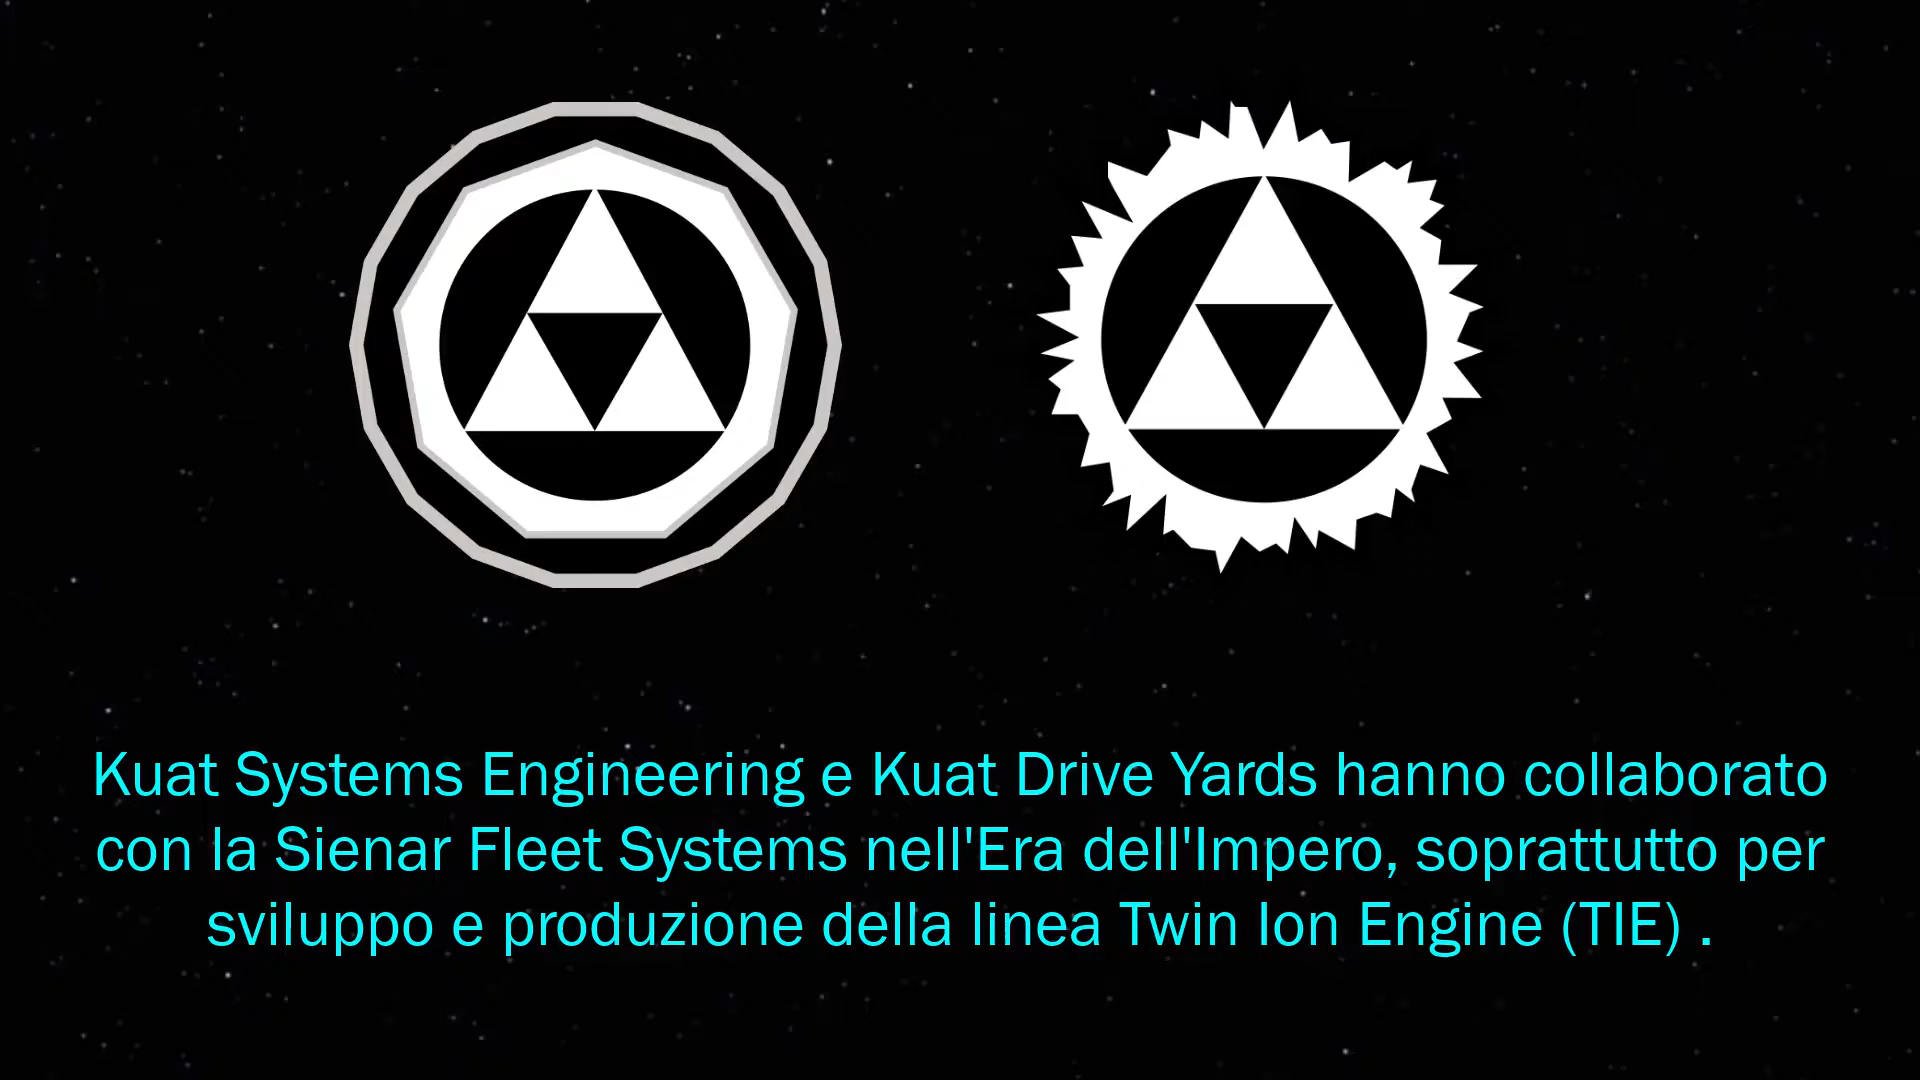 Kuat Systems Engineering e Kuat Drive Yards hanno collaborato
con la Sienar Fleet Systems nell'Era dell'Impero, soprattutto per
sviluppo e produzione della linea Twin Ion Engine (TIE) .